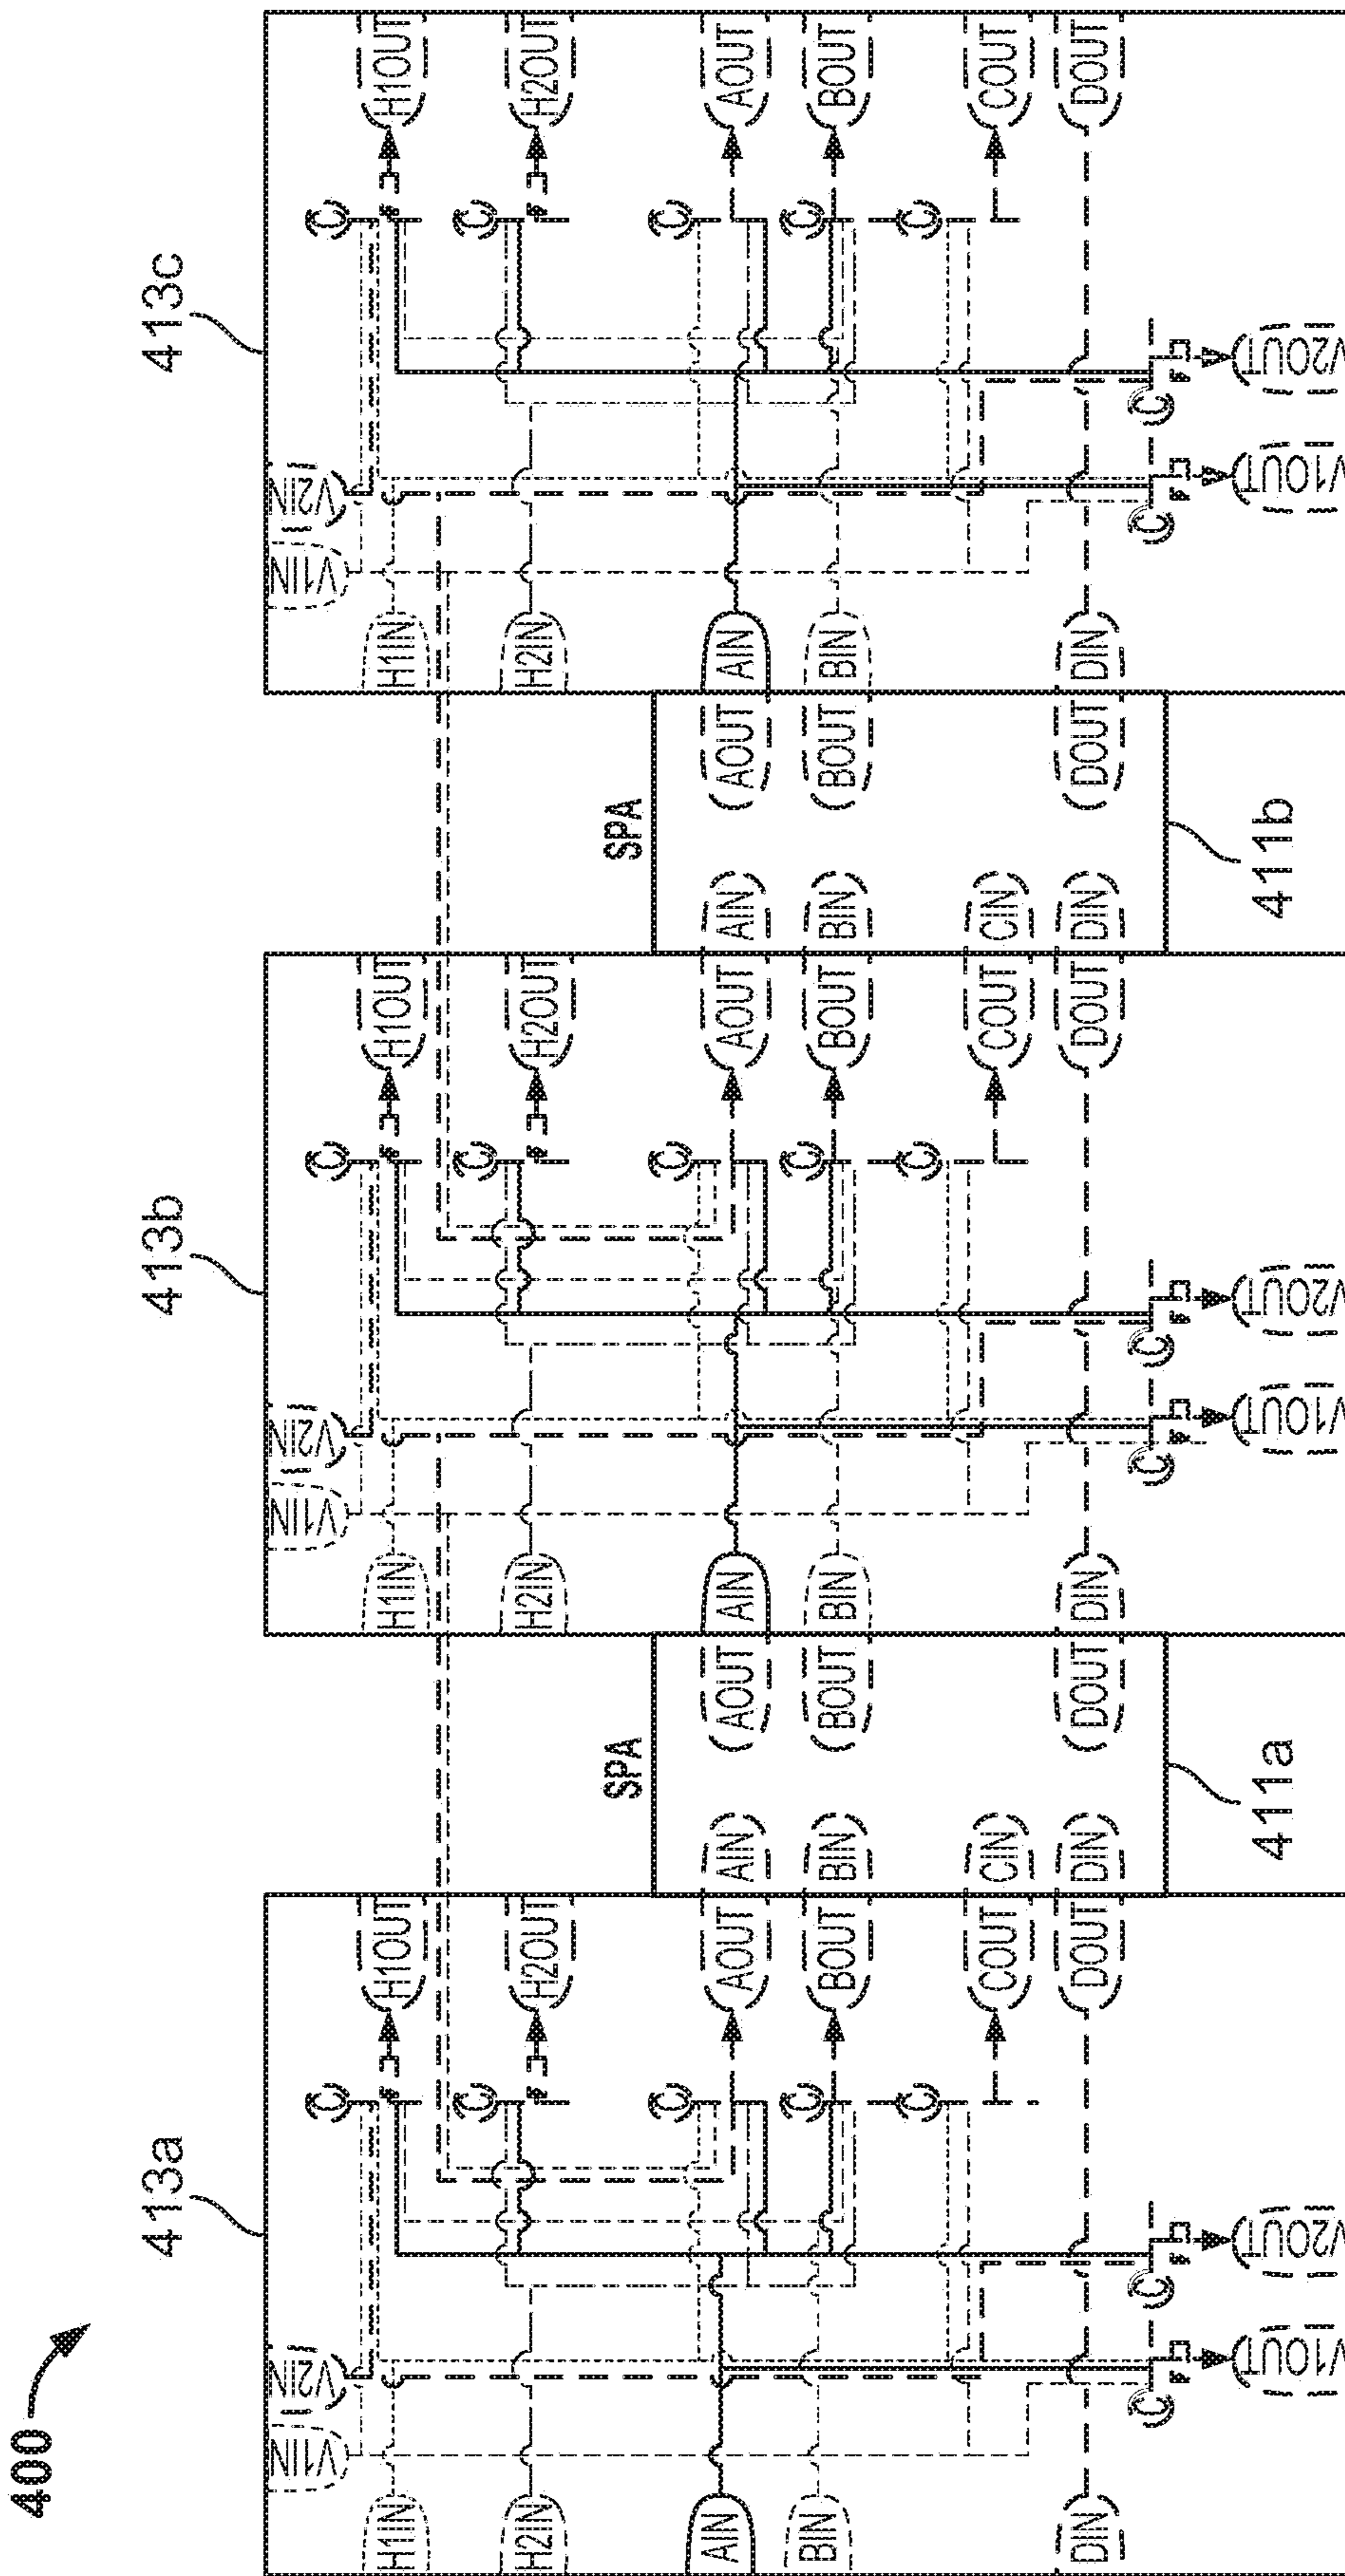 400
413a
413b
413c
V1IN
V2IN
V1IN
V2IN
V1IN
V2IN
H1IN
H1OUT
H1IN
H1OUT
H1IN
H1OUT
C
C
C
H2IN
H2OUT
H2IN
H2OUT
H2IN
H2OUT
C
C
C
SPA
SPA
AIN
AOUT
AIN
AOUT
AIN
AOUT
AIN
AOUT
AIN
AOUT
C
C
C
BIN
BOUT
BIN
BOUT
BIN
BOUT
BIN
BOUT
BIN
BOUT
C
C
C
C
C
C
COUT
CIN
COUT
CIN
COUT
DIN
DOUT
DIN
DOUT
DIN
DOUT
DIN
DOUT
DIN
DOUT
C
C
C
C
C
C
V1OUT
V2OUT
V1OUT
V2OUT
V1OUT
V2OUT
411a
411b